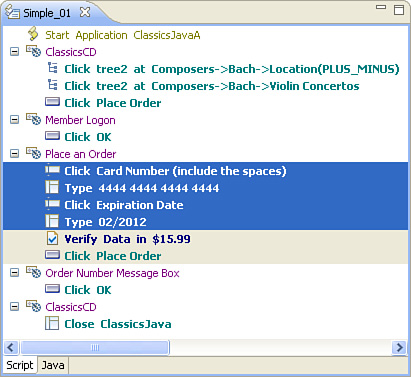 Simple_01
Start Application ClassicsJavaA
ClassicsCD
Click tree2 at Composers->Bach->Location(PLUS_MINUS)
Click tree2 at Composers->Bach->Violin Concertos
Click Place Order
Member Logon
Click OK
Place an Order
Click Card Number (include the spaces)
Type 4444 4444 4444 4444
Click Expiration Date
Type 02/2012
Verify Data in $15.99
Click Place Order
Order Number Message Box
Click OK
ClassicsCD
Close ClassicsJava
Script Java